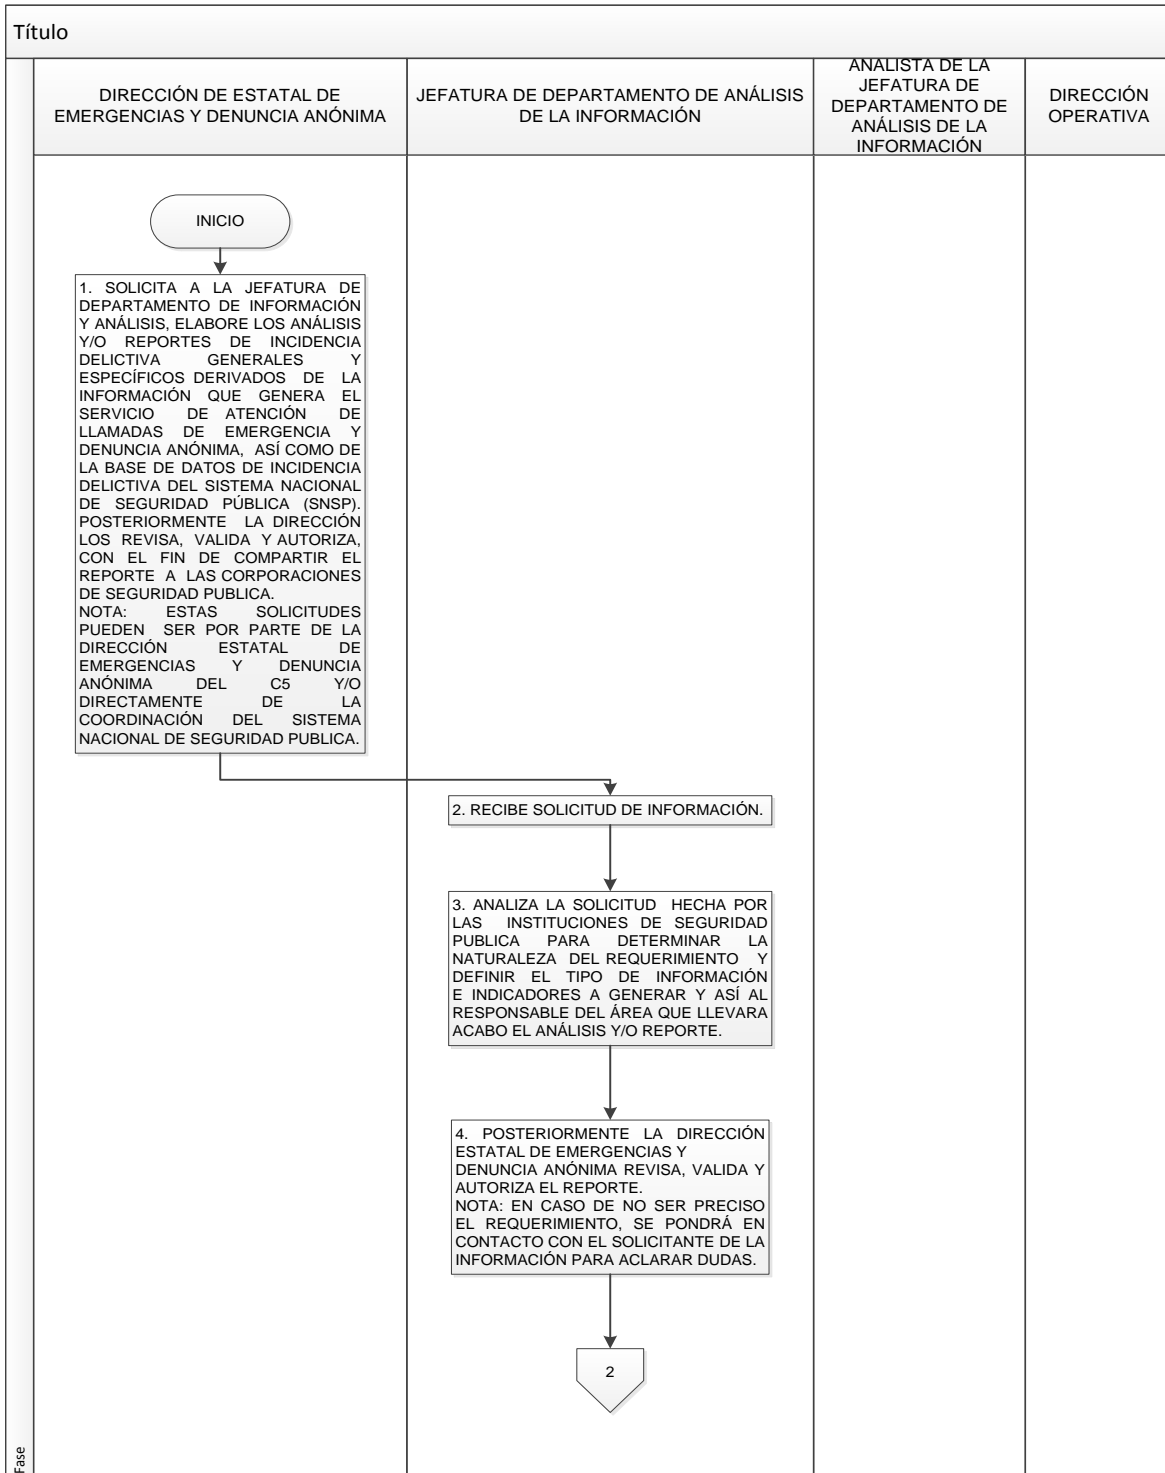 Título
DIRECCIÓN DE ESTATAL DE
EMERGENCIAS Y DENUNCIA ANÓNIMA
JEFATURA DE DEPARTAMENTO DE ANÁLISIS
DE LA INFORMACIÓN
ANALISTA DE LA
JEFATURA DE
DEPARTAMENTO DE
ANÁLISIS DE LA
INFORMACIÓN
DIRECCIÓN
OPERATIVA
INICIO
1. SOLICITA A LA JEFATURA DE
DEPARTAMENTO DE INFORMACIÓN
Y ANÁLISIS, ELABORE LOS ANÁLISIS
Y/O REPORTES DE INCIDENCIA
DELICTIVA GENERALES Y
ESPECÍFICOS DERIVADOS DE LA
INFORMACIÓN QUE GENERA EL
SERVICIO DE ATENCIÓN DE
LLAMADAS DE EMERGENCIA Y
DENUNCIA ANÓNIMA, ASÍ COMO DE
LA BASE DE DATOS DE INCIDENCIA
DELICTIVA DEL SISTEMA NACIONAL
DE SEGURIDAD PÚBLICA (SNSP).
POSTERIORMENTE LA DIRECCIÓN
LOS REVISA, VALIDA Y AUTORIZA,
CON EL FIN DE COMPARTIR EL
REPORTE A LAS CORPORACIONES
DE SEGURIDAD PUBLICA.
NOTA: ESTAS SOLICITUDES
PUEDEN SER POR PARTE DE LA
DIRECCIÓN ESTATAL DE
EMERGENCIAS Y DENUNCIA
ANÓNIMA DEL C5 Y/O
DIRECTAMENTE DE LA
COORDINACIÓN DEL SISTEMA
NACIONAL DE SEGURIDAD PUBLICA.
2. RECIBE SOLICITUD DE INFORMACIÓN.
3. ANALIZA LA SOLICITUD HECHA POR
LAS INSTITUCIONES DE SEGURIDAD
PUBLICA PARA DETERMINAR LA
NATURALEZA DEL REQUERIMIENTO Y
DEFINIR EL TIPO DE INFORMACIÓN
E INDICADORES A GENERAR Y ASÍ AL
RESPONSABLE DEL ÁREA QUE LLEVARA
ACABO EL ANÁLISIS Y/O REPORTE.
4. POSTERIORMENTE LA DIRECCIÓN
ESTATAL DE EMERGENCIAS Y
DENUNCIA ANÓNIMA REVISA, VALIDA Y
AUTORIZA EL REPORTE.
NOTA: EN CASO DE NO SER PRECISO
EL REQUERIMIENTO, SE PONDRÁ EN
CONTACTO CON EL SOLICITANTE DE LA
INFORMACIÓN PARA ACLARAR DUDAS.
2
Fase